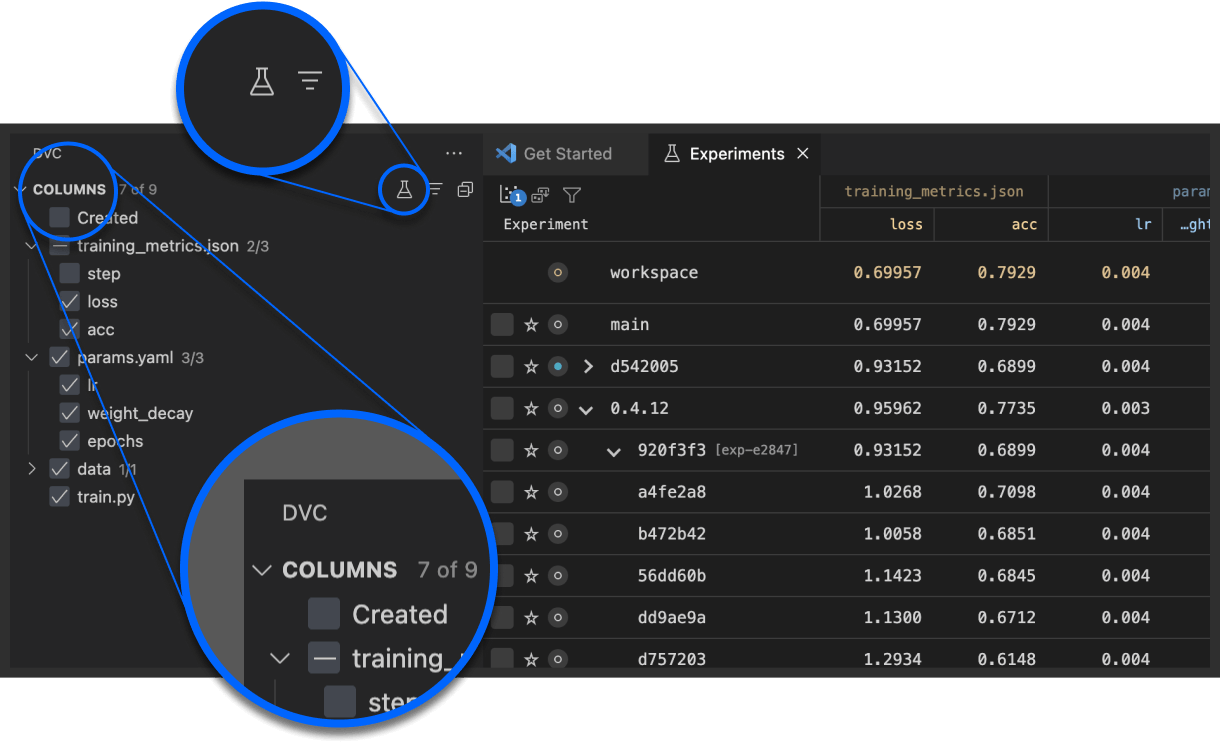 DVC
COLUMNS 7 of 9
Created
training_metrics.json 2/3
step
loss
acc
params.yaml 3/3
lr
weight_decay
epochs
data 1/1
train.py
DVC
COLUMNS 7 of 9
Created
training_
step
Get Started
Experiments
1
training_metrics.json param
Experiment loss acc lr …ght
workspace 0.69957 0.7929 0.004
main 0.69957 0.7929 0.004
d542005 0.93152 0.6899 0.004
0.4.12 0.95962 0.7735 0.003
920f3f3 [exp-e2847] 0.93152 0.6899 0.004
a4fe2a8 1.0268 0.7098 0.004
b472b42 1.0058 0.6851 0.004
56dd60b 1.1423 0.6845 0.004
dd9ae9a 1.1300 0.6712 0.004
d757203 1.2934 0.6148 0.004